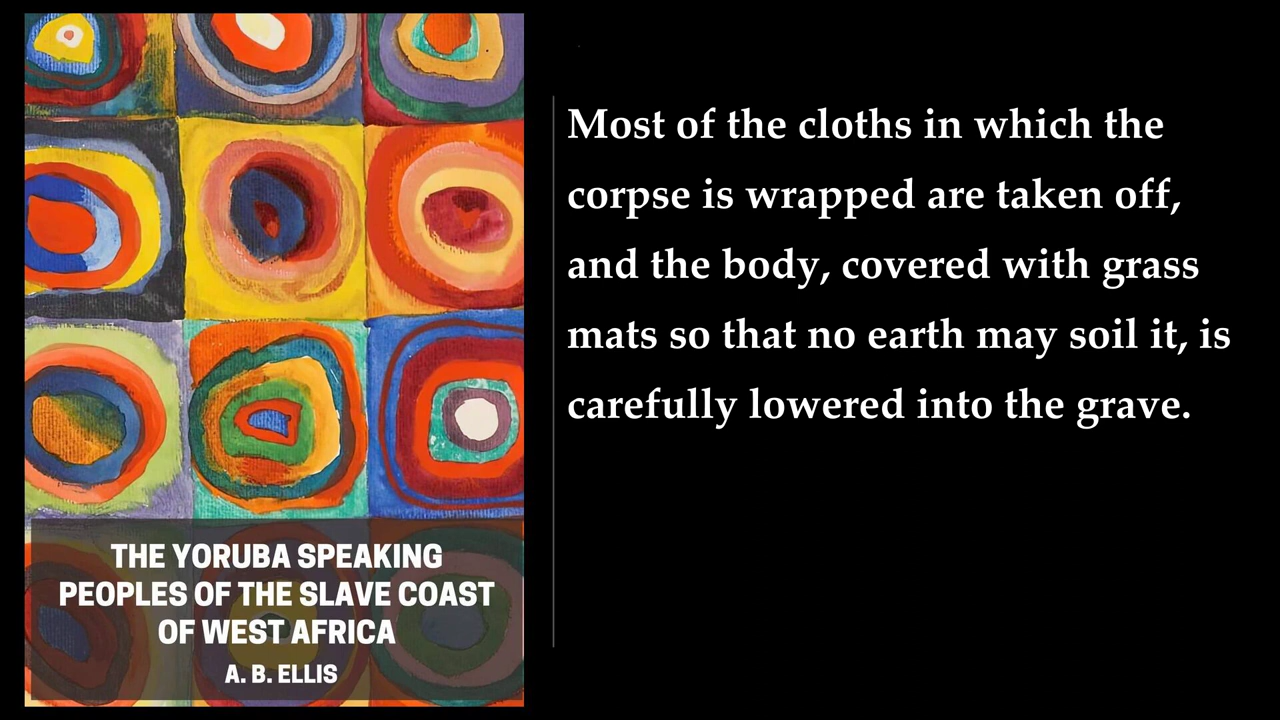 Most of the cloths in which the
corpse is wrapped are taken off,
and the body, covered with grass
mats so that no earth may soil it, is
carefully lowered into the grave.
THE YORUBA SPEAKING
PEOPLES OF THE SLAVE COAST
OF WEST AFRICA
A. B. ELLIS